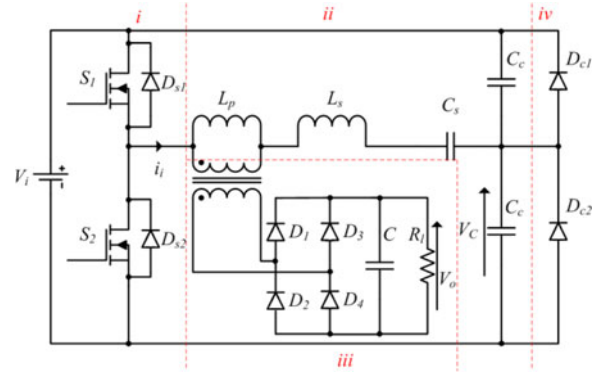 i ii iv
S1 Ds1 Lp Ls Cs Cc Dc1
Vi + - ii
S2 Ds2 D1 D3 C Rl Vo VC Cc Dc2
D2 D4
iii